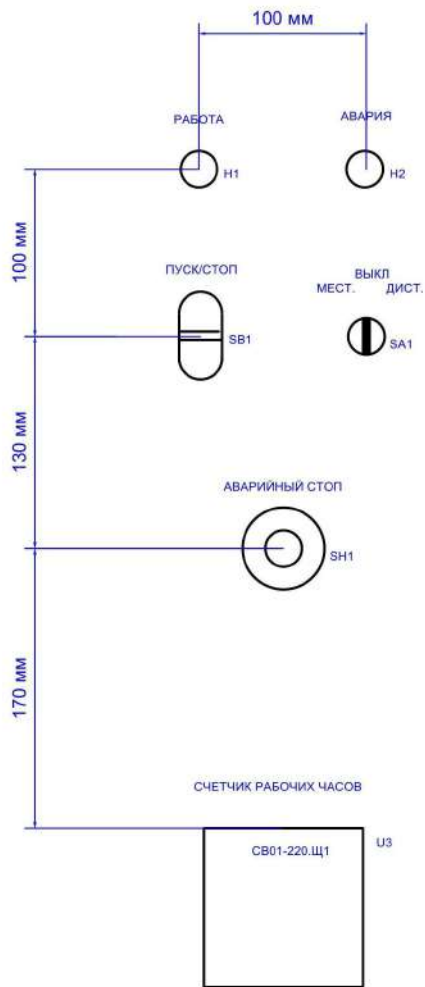 100 мм
РАБОТА
АВАРИЯ
H1
H2
100 мм
ПУСК/СТОП
ВЫКЛ
МЕСТ.
ДИСТ.
SB1
SA1
130 мм
АВАРИЙНЫЙ СТОП
SH1
170 мм
СЧЕТЧИК РАБОЧИХ ЧАСОВ
U3
СВ01-220.Щ1